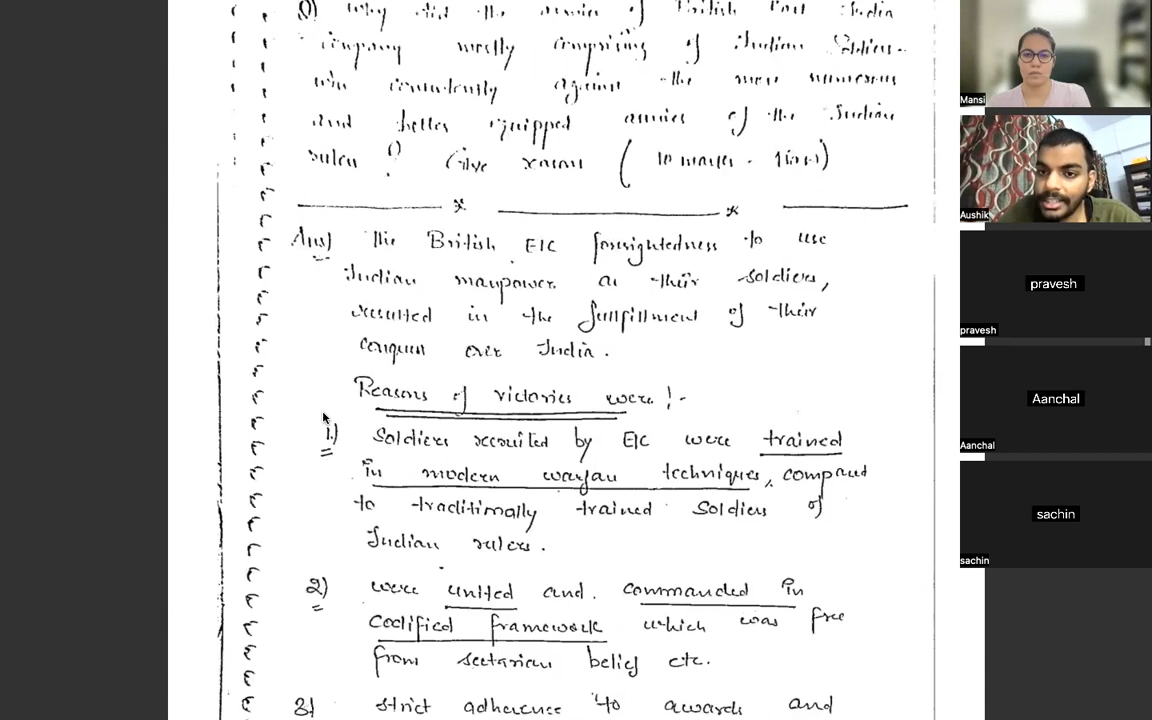 Q) Why did the armies of British East India
Company mostly comprising of Indian Soldiers
win consistently against the more numerous
and better equipped armies of the Indian
rulers? Give reasons (10 marks -
Ans) The British EIC foresightedness to use
Indian manpower as their soldiers,
resulted in the fullfillment of their
conquest over India.
Reasons of victories were :-
1.) Soldiers recruited by EIC were trained
in modern warfare techniques, compared
to traditionally trained soldiers of
Indian rulers.
2) were united and commanded in
codified framework which was free
from sectarian belief etc.
3) strict adherence to awards and
Mansi
Aushik
pravesh
pravesh
Aanchal
Aanchal
sachin
sachin